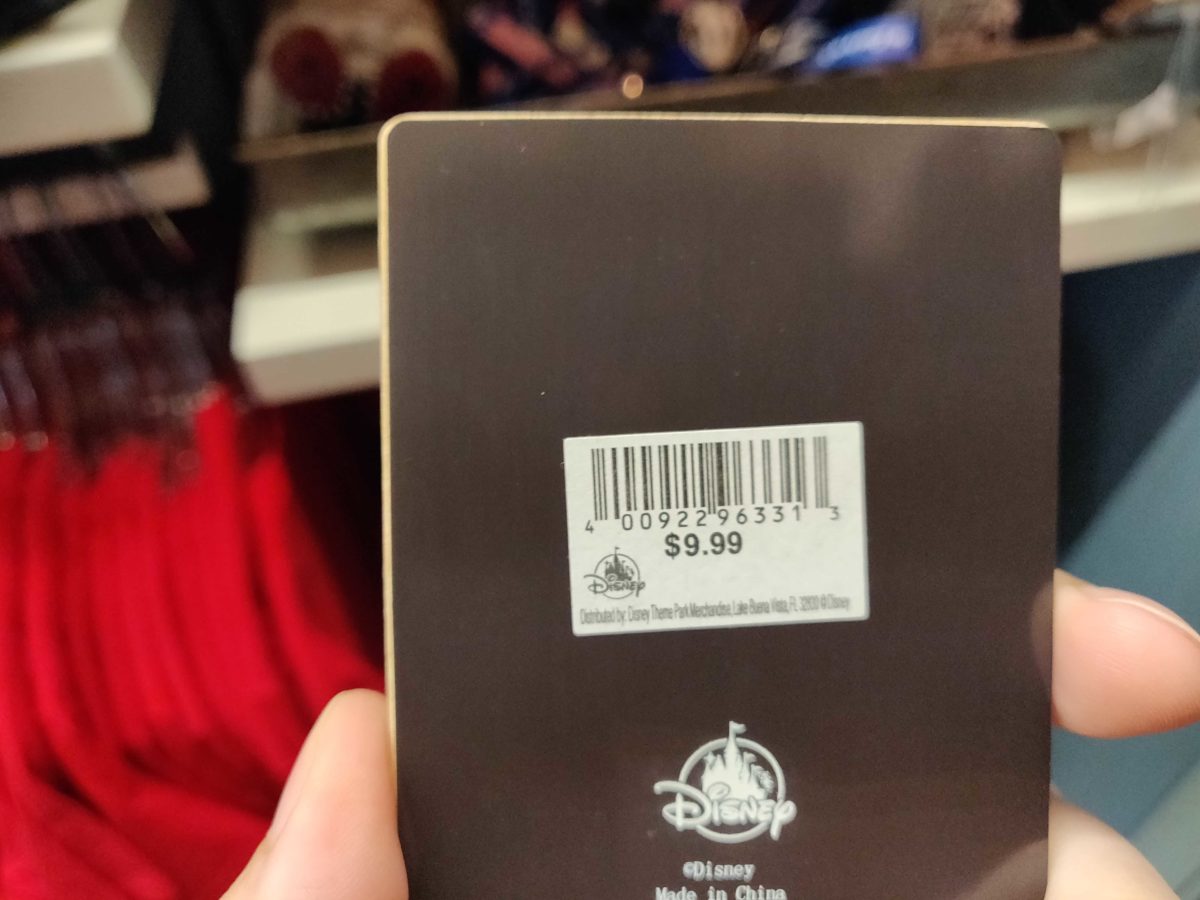 4 00922 96331 3
$9.99
Disney
Distributed by: Disney Theme Park Merchandise, Lake Buena Vista, FL 32830 ©Disney
Disney
©Disney
Made in China